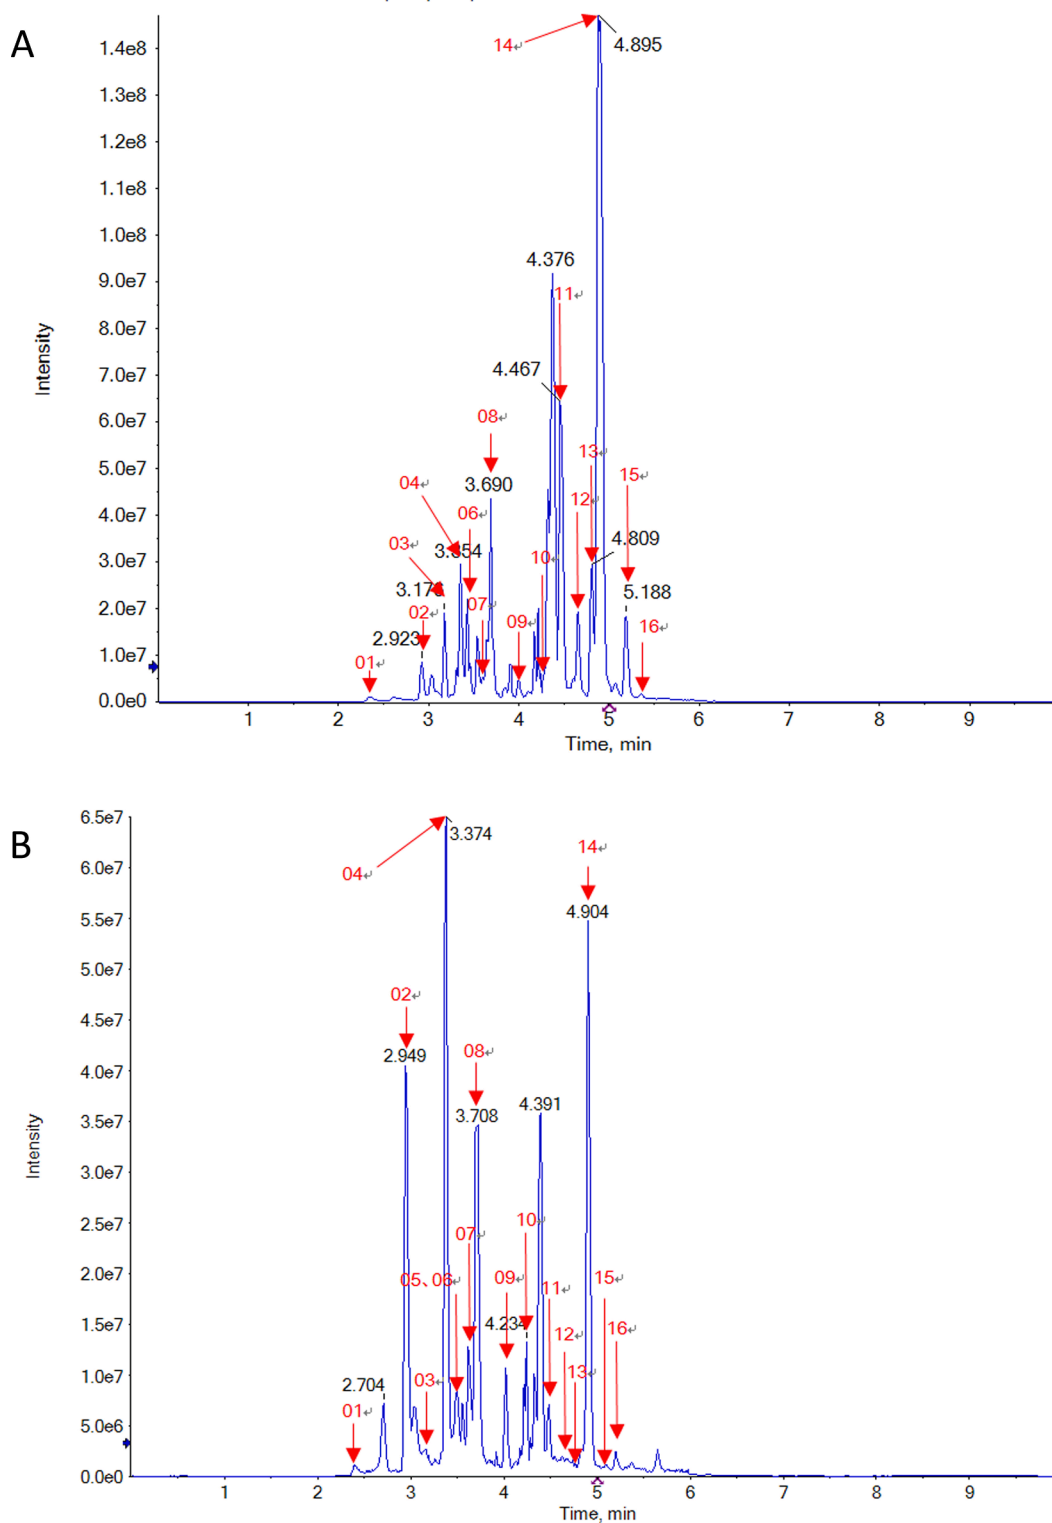 A
14↵
4.895
1.4e8
1.3e8
1.2e8
1.1e8
1.0e8
9.0e7
8.0e7
7.0e7
6.0e7
5.0e7
4.0e7
3.0e7
2.0e7
1.0e7
0.0e0
Intensity
4.376
11↵
4.467
08↵
3.690
13↵
04↵
15↵
12↵
06↵
4.809
03↵
3.354
10↵
3.176
5.188
07↵
02↵
09↵
16↵
2.923
01↵
1 2 3 4 5 6 7 8 9
Time, min
B
6.5e7
6.0e7
5.5e7
5.0e7
4.5e7
4.0e7
3.5e7
3.0e7
2.5e7
2.0e7
1.5e7
1.0e7
5.0e6
0.0e0
Intensity
3.374
04↵
14↵
4.904
02↵
2.949
08↵
3.708
4.391
07↵
10↵
05、06↵
09↵
11↵
15↵
4.234
12↵
16↵
13↵
03↵
2.704
01↵
1 2 3 4 5 6 7 8 9
Time, min